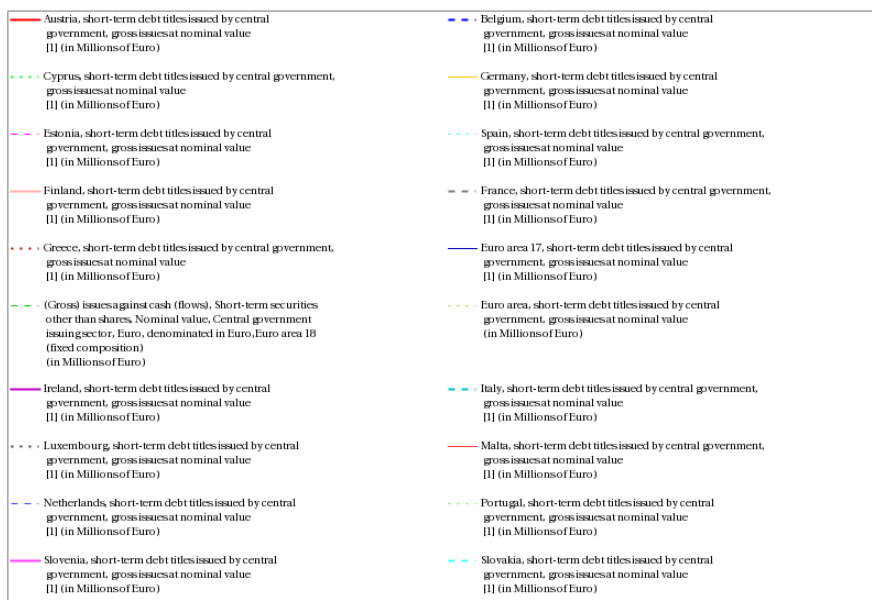 Austria, short-term debt titles issued by central
government, gross issues at nominal value
[1] (in Millions of Euro)
Belgium, short-term debt titles issued by central
government, gross issues at nominal value
[1] (in Millions of Euro)
Cyprus, short-term debt titles issued by central government,
gross issues at nominal value
[1] (in Millions of Euro)
Germany, short-term debt titles issued by central
government, gross issues at nominal value
[1] (in Millions of Euro)
Estonia, short-term debt titles issued by central
government, gross issues at nominal value
[1] (in Millions of Euro)
Spain, short-term debt titles issued by central government,
gross issues at nominal value
[1] (in Millions of Euro)
Finland, short-term debt titles issued by central
government, gross issues at nominal value
[1] (in Millions of Euro)
France, short-term debt titles issued by central government,
gross issues at nominal value
[1] (in Millions of Euro)
Greece, short-term debt titles issued by central government,
gross issues at nominal value
[1] (in Millions of Euro)
Euro area 17, short-term debt titles issued by central
government, gross issues at nominal value
[1] (in Millions of Euro)
(Gross) issues against cash (flows), Short-term securities
other than shares, Nominal value, Central government
issuing sector, Euro, denominated in Euro, Euro area 18
(fixed composition)
(in Millions of Euro)
Euro area, short-term debt titles issued by central
government, gross issues at nominal value
(in Millions of Euro)
Ireland, short-term debt titles issued by central
government, gross issues at nominal value
[1] (in Millions of Euro)
Italy, short-term debt titles issued by central government,
gross issues at nominal value
[1] (in Millions of Euro)
Luxembourg, short-term debt titles issued by central
government, gross issues at nominal value
[1] (in Millions of Euro)
Malta, short-term debt titles issued by central government,
gross issues at nominal value
[1] (in Millions of Euro)
Netherlands, short-term debt titles issued by central
government, gross issues at nominal value
[1] (in Millions of Euro)
Portugal, short-term debt titles issued by central
government, gross issues at nominal value
[1] (in Millions of Euro)
Slovenia, short-term debt titles issued by central
government, gross issues at nominal value
[1] (in Millions of Euro)
Slovakia, short-term debt titles issued by central
government, gross issues at nominal value
[1] (in Millions of Euro)